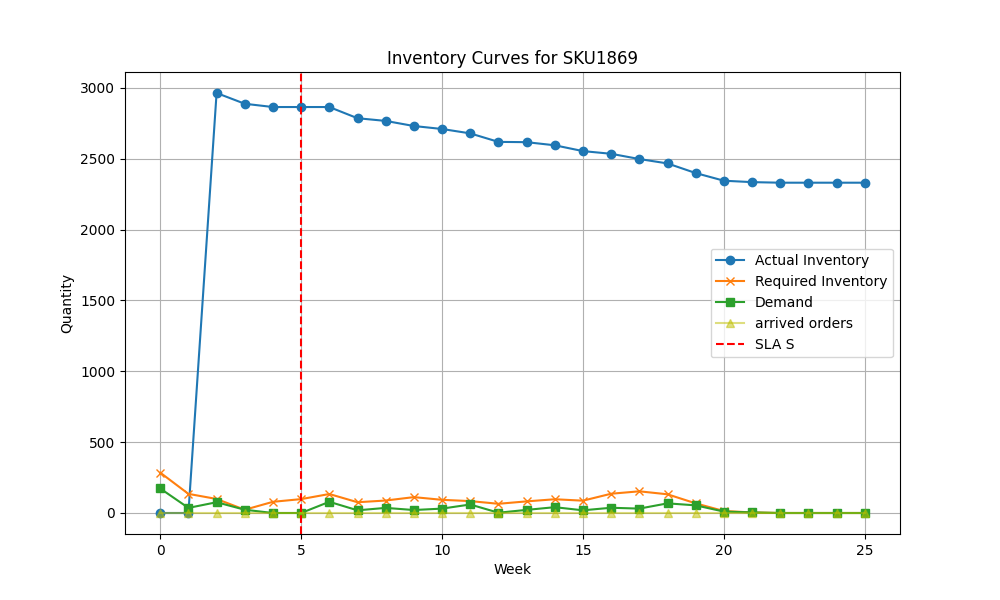 Inventory Curves for SKU1869
3000
2500
2000
1500
1000
500
0
Quantity
Actual Inventory
Required Inventory
Demand
arrived orders
SLA S
0 5 10 15 20 25
Week